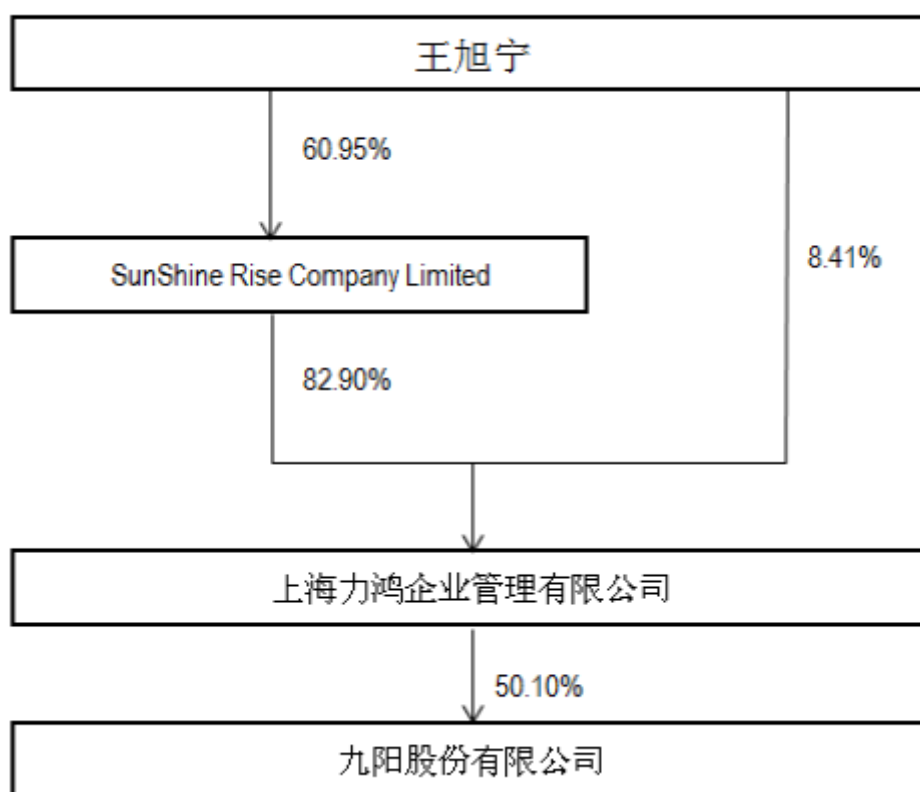 王旭宁
60.95%
SunShine Rise Company Limited
8.41%
82.90%
上海力鸿企业管理有限公司
50.10%
九阳股份有限公司